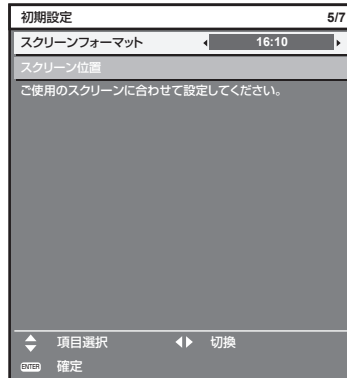 初期設定 5/7
スクリーンフォーマット 16:10
スクリーン位置
ご使用のスクリーンに合わせて設定してください。
項目選択 切換
ENTER 確定